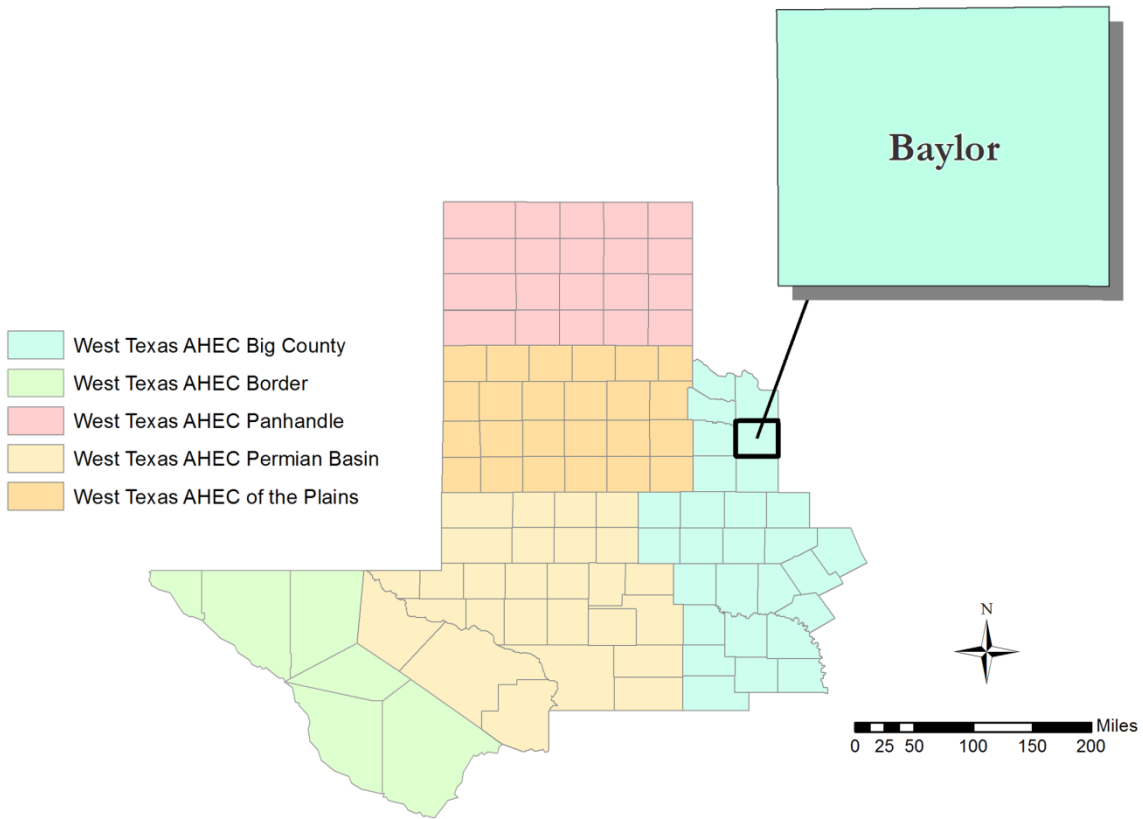 Baylor
West Texas AHEC Big County
West Texas AHEC Border
West Texas AHEC Panhandle
West Texas AHEC Permian Basin
West Texas AHEC of the Plains
N
Miles
0 25 50 100 150 200